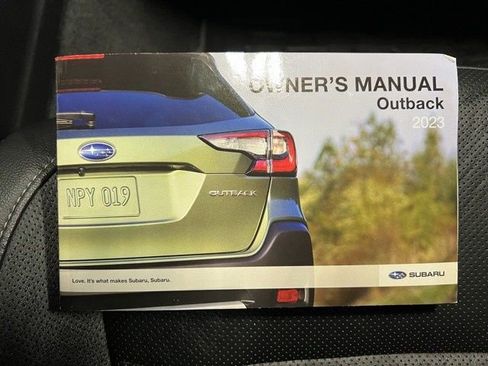 OWNER'S MANUAL
Outback
2023
NPY 019
OUTBACK
Love. It's what makes Subaru, Subaru.
SUBARU